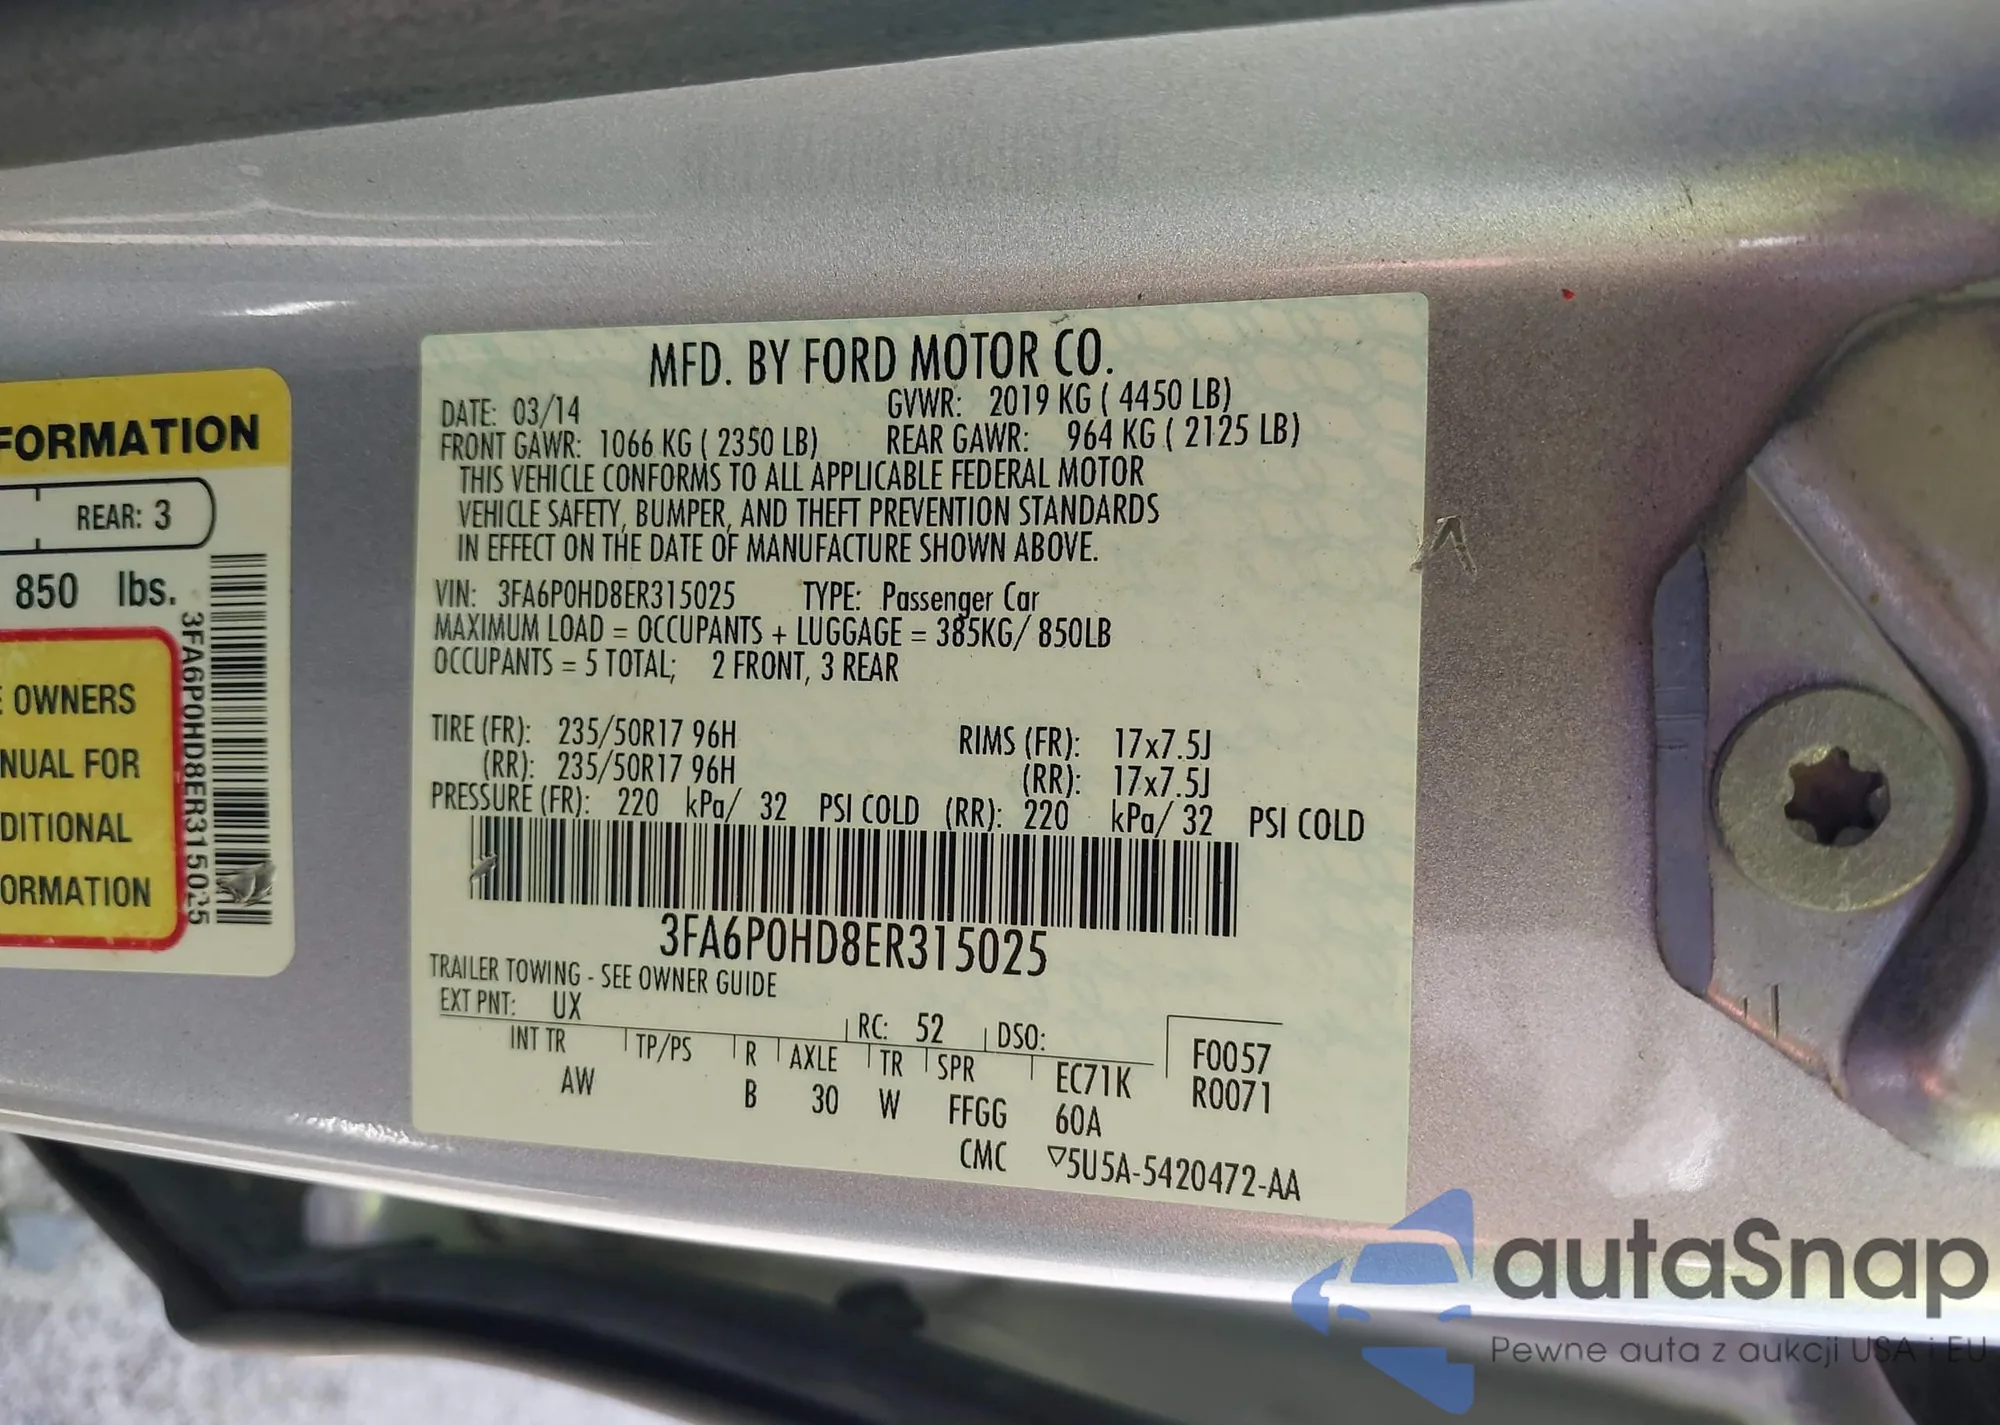 FORMATION
REAR: 3
850 lbs.
E OWNERS
NUAL FOR
DITIONAL
ORMATION
3FA6P0HD8ER315025
MFD. BY FORD MOTOR CO.
DATE: 03/14 GVWR: 2019 KG ( 4450 LB)
FRONT GAWR: 1066 KG ( 2350 LB) REAR GAWR: 964 KG ( 2125 LB)
THIS VEHICLE CONFORMS TO ALL APPLICABLE FEDERAL MOTOR
VEHICLE SAFETY, BUMPER, AND THEFT PREVENTION STANDARDS
IN EFFECT ON THE DATE OF MANUFACTURE SHOWN ABOVE.
VIN: 3FA6P0HD8ER315025 TYPE: Passenger Car
MAXIMUM LOAD = OCCUPANTS + LUGGAGE = 385KG/ 850LB
OCCUPANTS = 5 TOTAL; 2 FRONT, 3 REAR
TIRE (FR): 235/50R17 96H RIMS (FR): 17x7.5J
(RR): 235/50R17 96H (RR): 17x7.5J
PRESSURE (FR): 220 kPa/ 32 PSI COLD (RR): 220 kPa/ 32 PSI COLD
3FA6P0HD8ER315025
TRAILER TOWING - SEE OWNER GUIDE
EXT PNT: UX RC: 52 DSO: F0057
INT TR TP/PS R AXLE TR SPR EC71K R0071
AW B 30 W FFGG 60A
CMC ▽5U5A-5420472-AA
autaSnap
Pewne auta z aukcji USA i EU